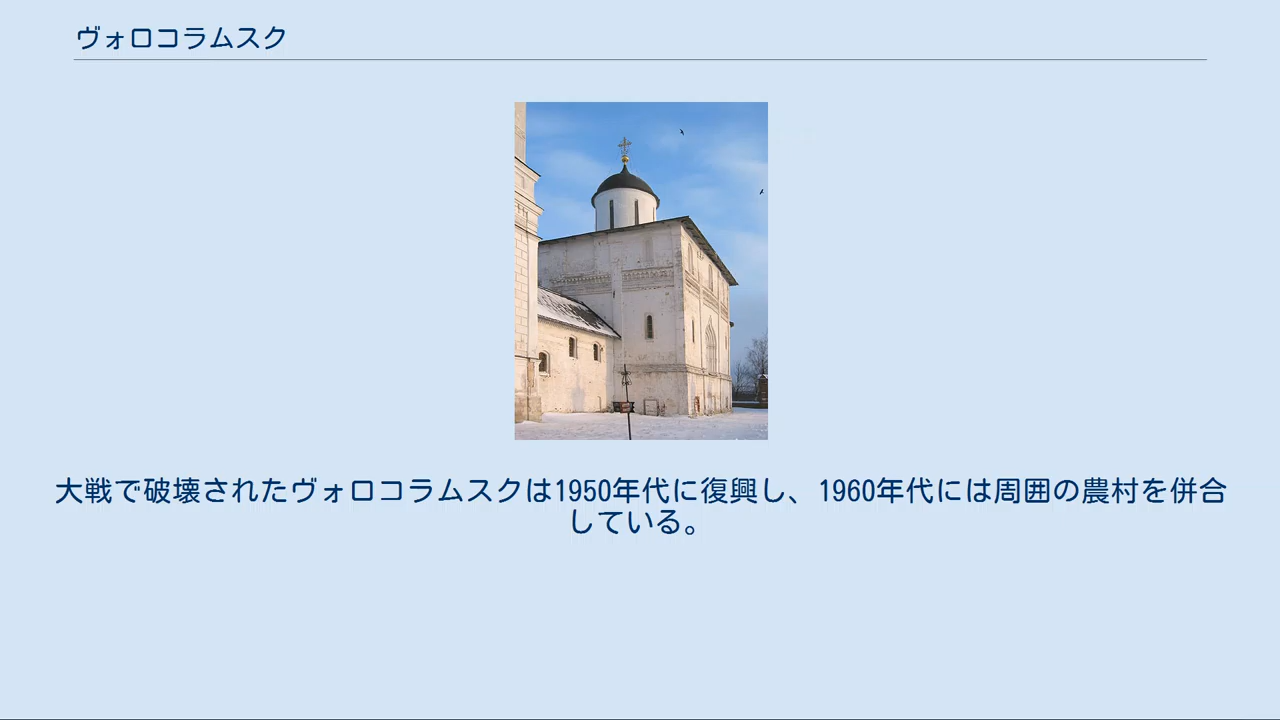 ヴォロコラムスク
大戦で破壊されたヴォロコラムスクは1950年代に復興し、1960年代には周囲の農村を併合
している。